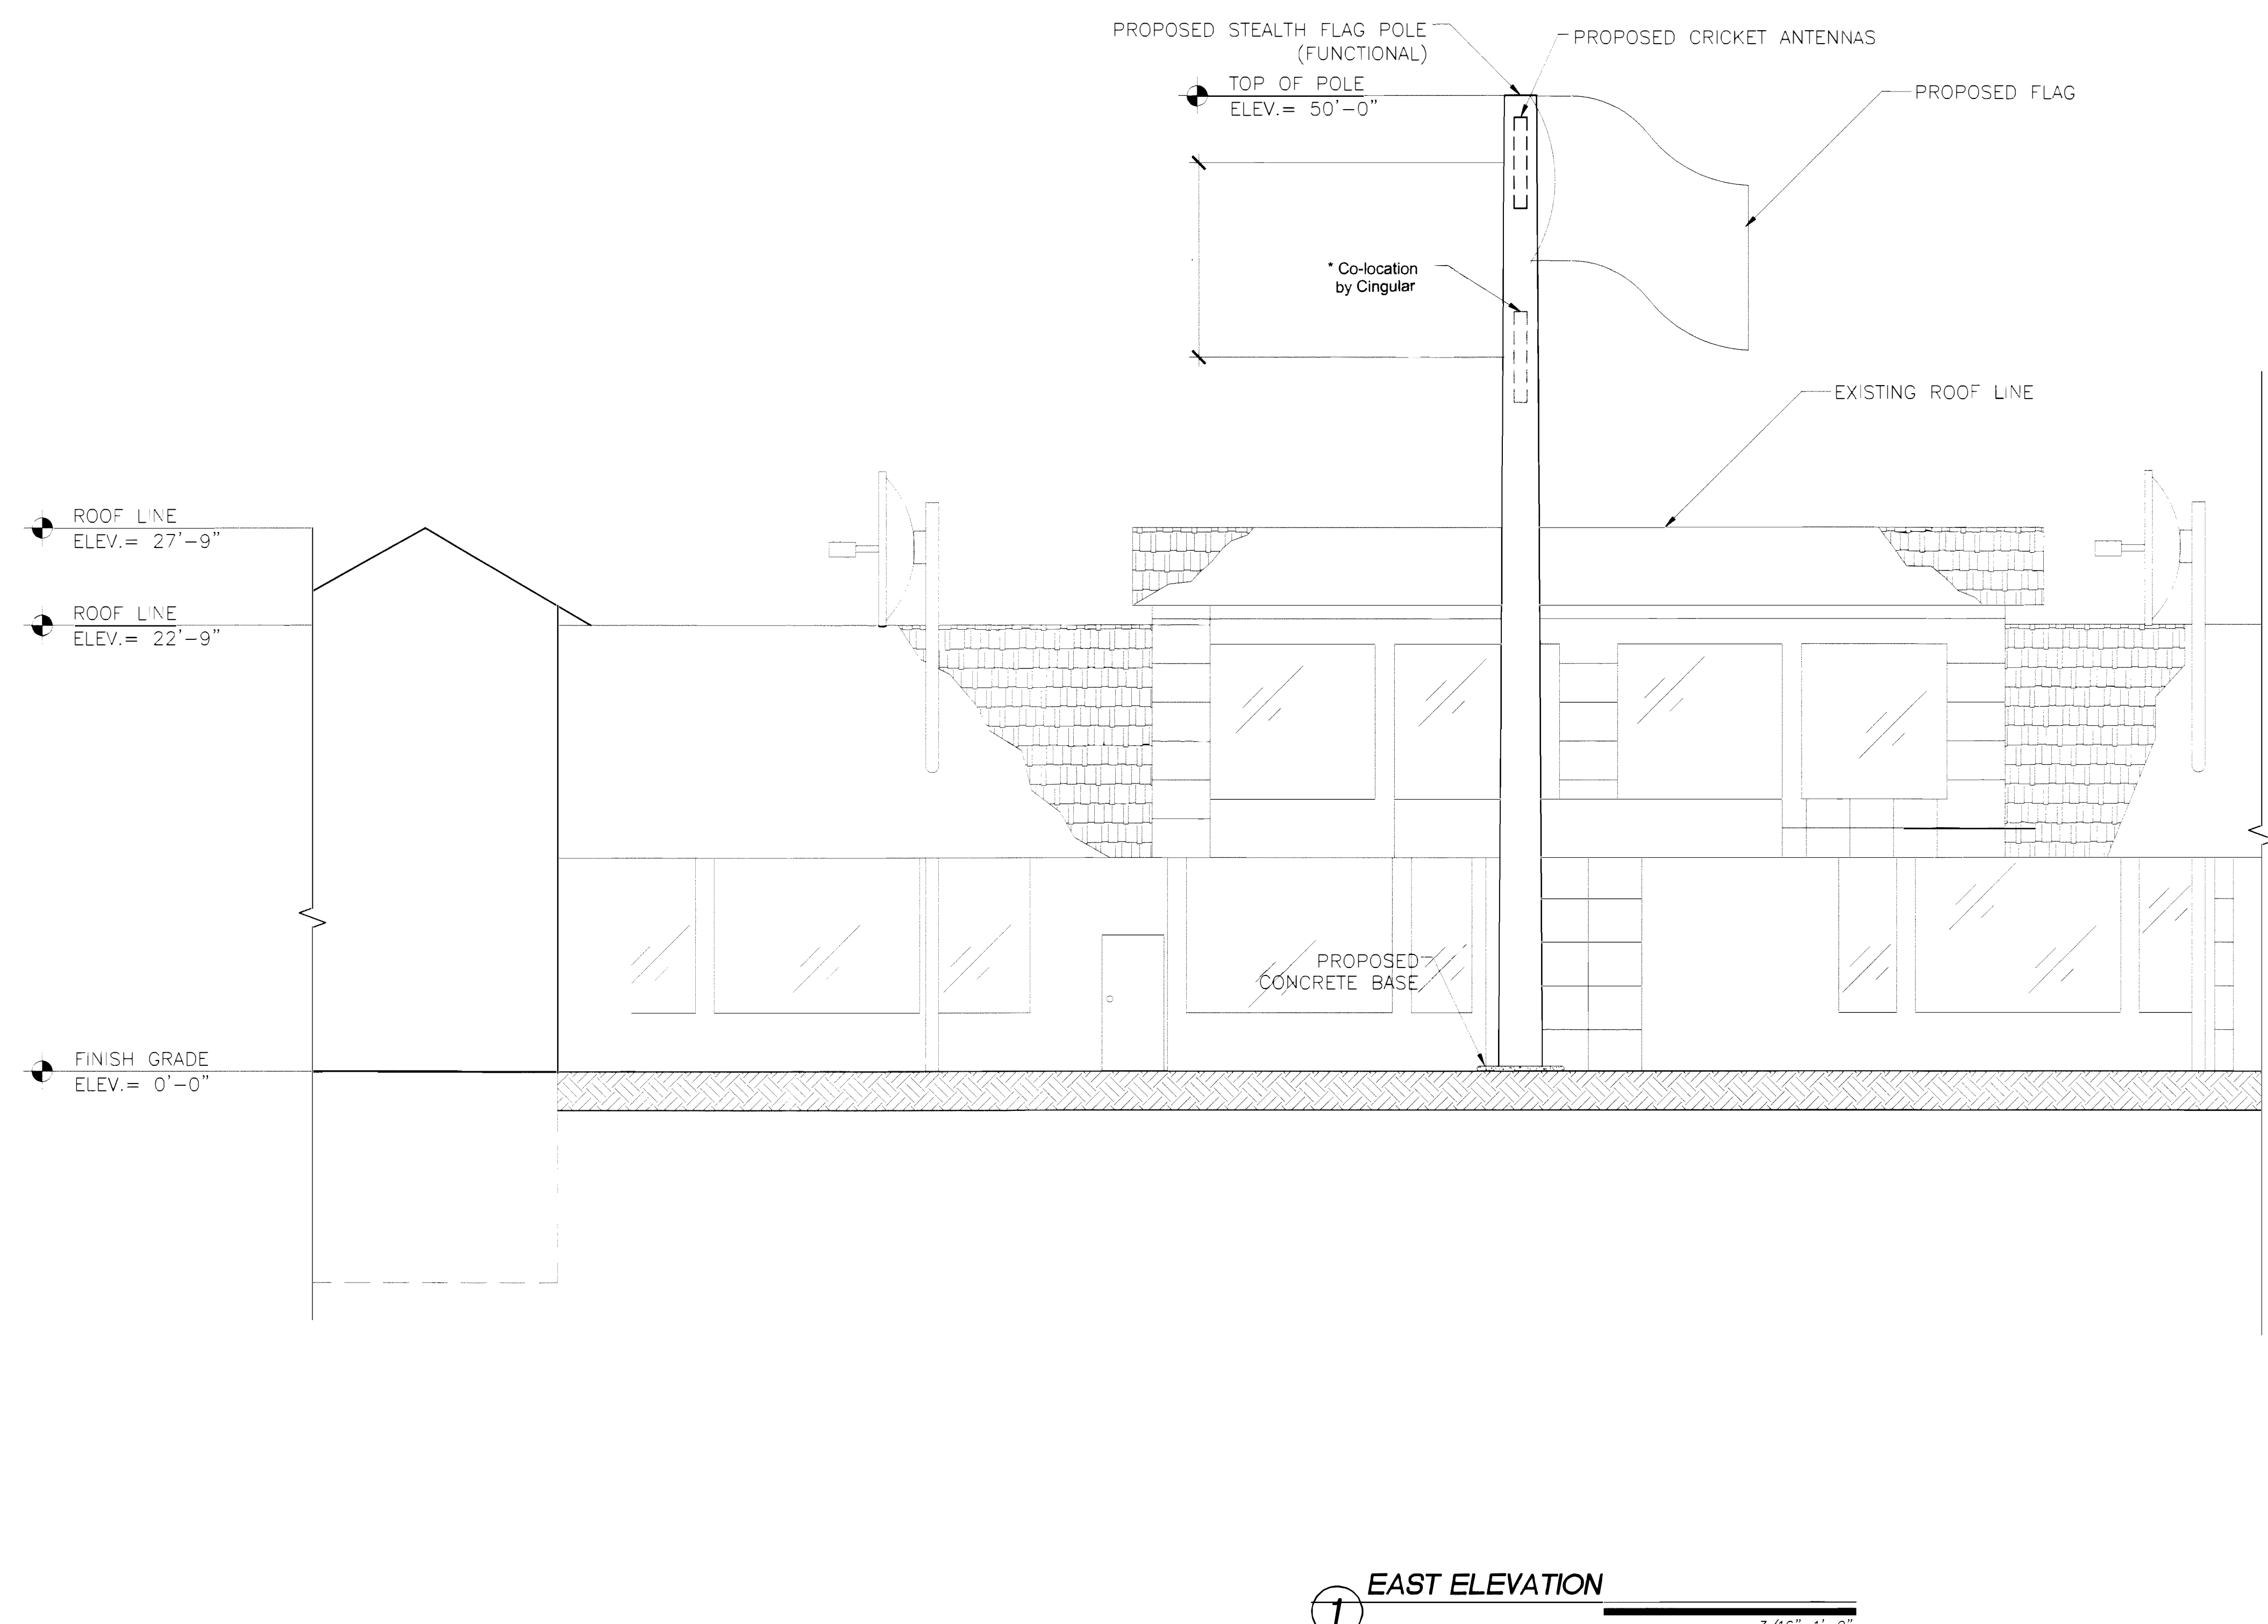 PROPOSED STEALTH FLAG POLE
(FUNCTIONAL)
PROPOSED CRICKET ANTENNAS
TOP OF POLE
ELEV.= 50'-0"
PROPOSED FLAG
* Co-location
by Cingular
EXISTING ROOF LINE
ROOF LINE
ELEV.= 27'-9"
ROOF LINE
ELEV.= 22'-9"
PROPOSED
CONCRETE BASE
FINISH GRADE
ELEV.= 0'-0"
EAST ELEVATION
1